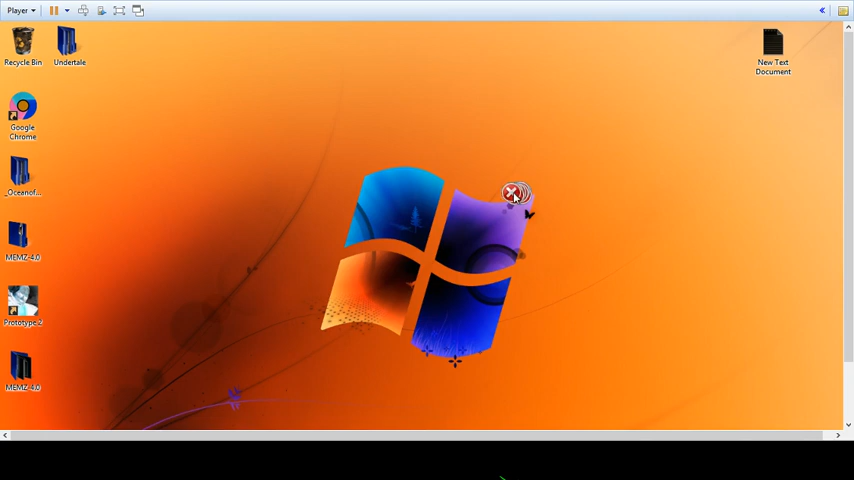 Player
Recycle Bin
Undertale
New Text
Document
Google
Chrome
_Oceanof...
MEMZ-4.0
Prototype 2
MEMZ-4.0